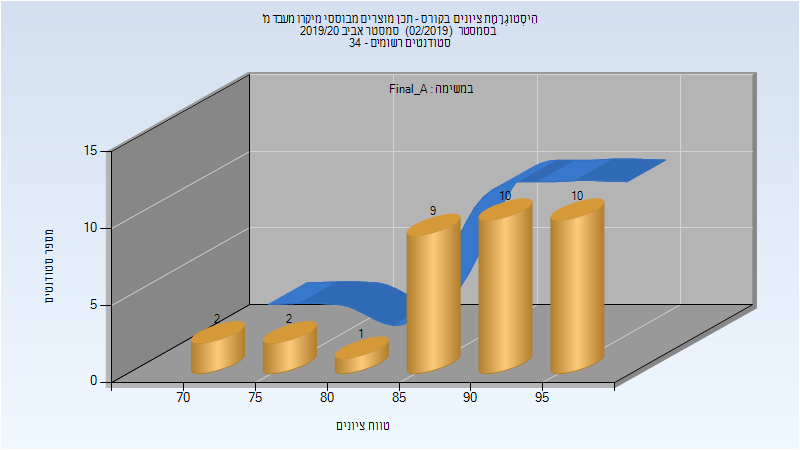 היסטוגרמת ציונים בקורס - תכן מוצרים מבוססי מיקרו מעבד מ'
בסמסטר (02/2019) סמסטר אביב 2019/20
סטודנטים רשומים - 34
במשימה : Final_A
מספר סטודנטים
15
10
5
0
2
2
1
9
10
10
70
75
80
85
90
95
טווח ציונים